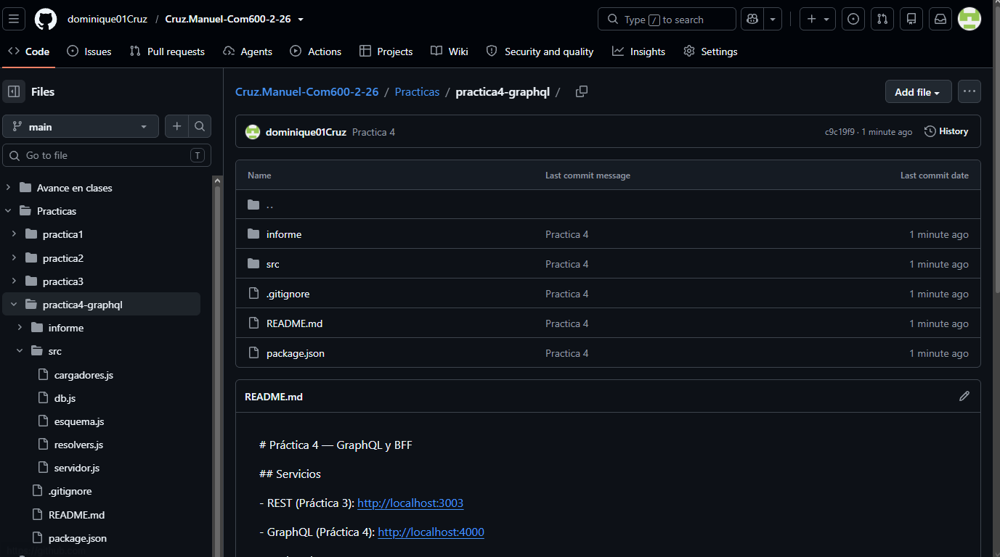 dominique01Cruz / Cruz.Manuel-Com600-2-26
Type / to search
Code Issues Pull requests Agents Actions Projects Wiki Security and quality Insights Settings
Files
main
Go to file T
Avance en clases
Practicas
practica1
practica2
practica3
practica4-graphql
informe
src
cargadores.js
db.js
esquema.js
resolvers.js
servidor.js
.gitignore
README.md
package.json
Cruz.Manuel-Com600-2-26 / Practicas / practica4-graphql /
Add file
dominique01Cruz Practica 4 c9c19f9 · 1 minute ago History
Name Last commit message Last commit date
..
informe Practica 4 1 minute ago
src Practica 4 1 minute ago
.gitignore Practica 4 1 minute ago
README.md Practica 4 1 minute ago
package.json Practica 4 1 minute ago
README.md
# Práctica 4 — GraphQL y BFF
## Servicios
- REST (Práctica 3): http://localhost:3003
- GraphQL (Práctica 4): http://localhost:4000